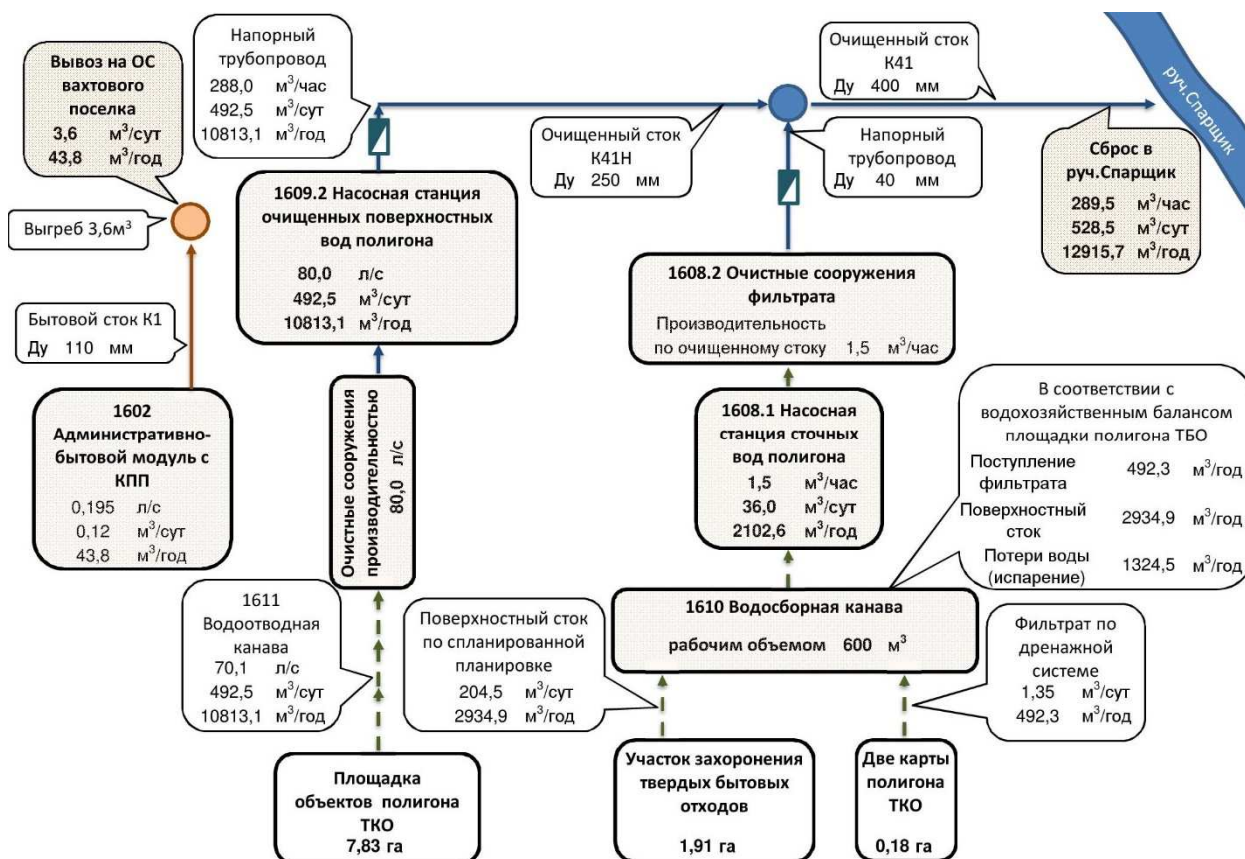 Вывоз на ОС
вахтового
поселка
3,6 м³/сут
43,8 м³/год
Выгреб 3,6м³
Бытовой сток К1
Ду 110 мм
1602
Административно-
бытовой модуль с
КПП
0,195 л/с
0,12 м³/сут
43,8 м³/год
Напорный
трубопровод
288,0 м³/час
492,5 м³/сут
10813,1 м³/год
1609.2 Насосная станция
очищенных поверхностных
вод полигона
80,0 л/с
492,5 м³/сут
10813,1 м³/год
Очистные сооружения
производительностью
80,0 л/с
1611
Водоотводная
канава
70,1 л/с
492,5 м³/сут
10813,1 м³/год
Площадка
объектов полигона
ТКО
7,83 га
Очищенный сток
К41Н
Ду 250 мм
Очищенный сток
К41
Ду 400 мм
Напорный
трубопровод
Ду 40 мм
руч.Спарщик
Сброс в
руч.Спарщик
289,5 м³/час
528,5 м³/сут
12915,7 м³/год
1608.2 Очистные сооружения
фильтрата
Производительность
по очищенному стоку 1,5 м³/час
1608.1 Насосная
станция сточных
вод полигона
1,5 м³/час
36,0 м³/сут
2102,6 м³/год
В соответствии с
водохозяйственным балансом
площадки полигона ТБО
Поступление
фильтрата 492,3 м³/год
Поверхностный
сток 2934,9 м³/год
Потери воды
(испарение) 1324,5 м³/год
1610 Водосборная канава
рабочим объемом 600 м³
Поверхностный сток
по спланированной
планировке
204,5 м³/сут
2934,9 м³/год
Фильтрат по
дренажной
системе
1,35 м³/сут
492,3 м³/год
Участок захоронения
твердых бытовых
отходов
1,91 га
Две карты
полигона
ТКО
0,18 га